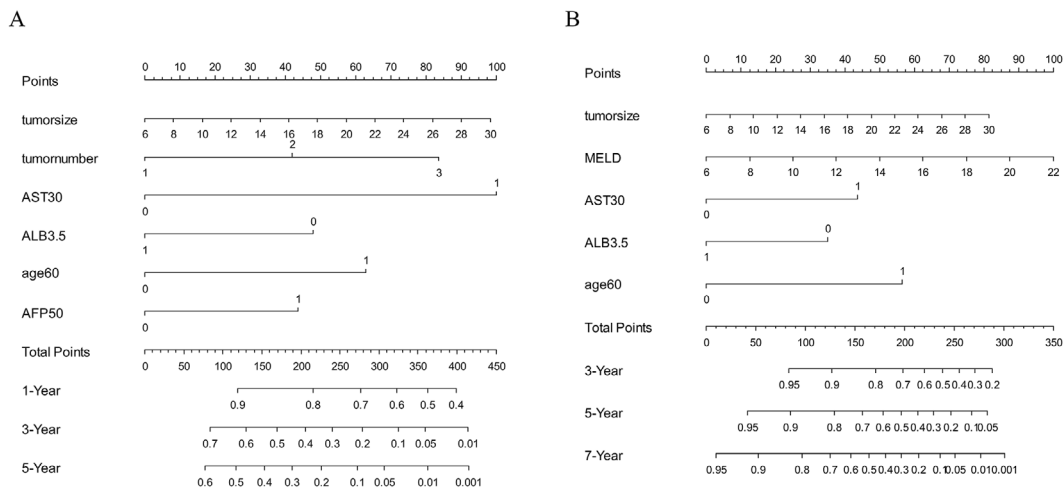 A
0 10 20 30 40 50 60 70 80 90 100
Points
tumorsize
6 8 10 12 14 16 18 20 22 24 26 28 30
2
tumornumber
1 3
1
AST30
0
0
ALB3.5
1
1
age60
0
1
AFP50
0
Total Points
0 50 100 150 200 250 300 350 400 450
1-Year
0.9 0.8 0.7 0.6 0.5 0.4
3-Year
0.7 0.6 0.5 0.4 0.3 0.2 0.1 0.05 0.01
5-Year
0.6 0.5 0.4 0.3 0.2 0.1 0.05 0.01 0.001
B
0 10 20 30 40 50 60 70 80 90 100
Points
tumorsize
6 8 10 12 14 16 18 20 22 24 26 28 30
MELD
6 8 10 12 14 16 18 20 22
1
AST30
0
0
ALB3.5
1
1
age60
0
Total Points
0 50 100 150 200 250 300 350
3-Year
0.95 0.9 0.8 0.7 0.6 0.5 0.4 0.3 0.2
5-Year
0.95 0.9 0.8 0.7 0.6 0.5 0.4 0.3 0.2 0.1 0.05
7-Year
0.95 0.9 0.8 0.7 0.6 0.5 0.4 0.3 0.2 0.1 0.05 0.01 0.001